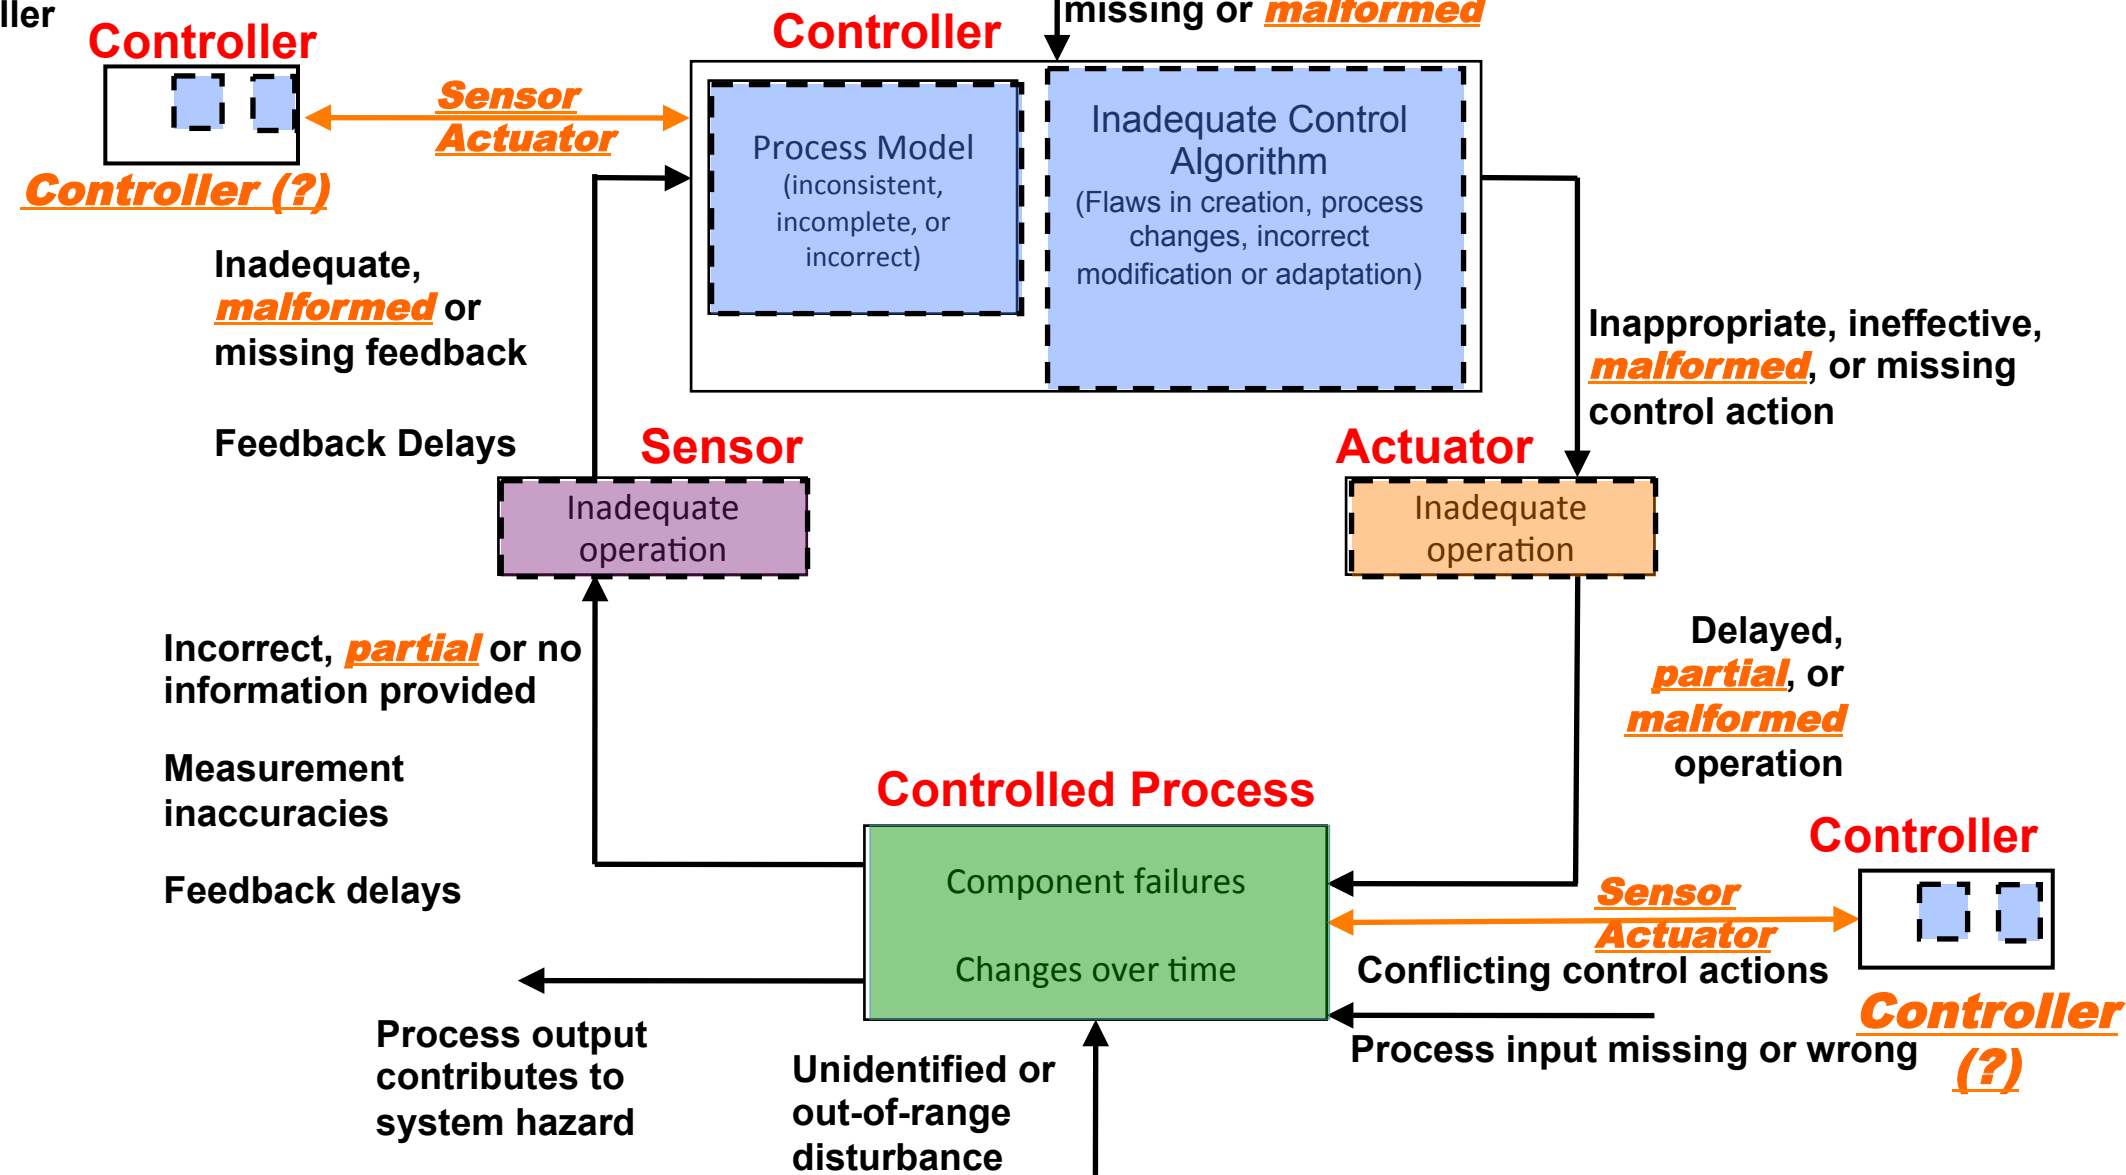 ller
missing or malformed
Controller
Controller
Sensor
Actuator
Controller (?)
Process Model
(inconsistent,
incomplete, or
incorrect)
Inadequate Control
Algorithm
(Flaws in creation, process
changes, incorrect
modification or adaptation)
Inadequate,
malformed or
missing feedback
Feedback Delays
Inappropriate, ineffective,
malformed, or missing
control action
Sensor
Inadequate
operation
Actuator
Inadequate
operation
Incorrect, partial or no
information provided
Measurement
inaccuracies
Feedback delays
Delayed,
partial, or
malformed
operation
Controlled Process
Component failures
Changes over time
Controller
Sensor
Actuator
Conflicting control actions
Controller
(?)
Process input missing or wrong
Process output
contributes to
system hazard
Unidentified or
out-of-range
disturbance